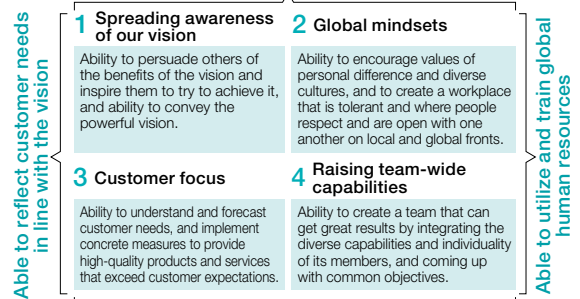 Able to reflect customer needs
in line with the vision
1 Spreading awareness
of our vision
Ability to persuade others of
the benefits of the vision and
inspire them to try to achieve it,
and ability to convey the
powerful vision.
2 Global mindsets
Ability to encourage values of
personal difference and diverse
cultures, and to create a workplace
that is tolerant and where people
respect and are open with one
another on local and global fronts.
3 Customer focus
Ability to understand and forecast
customer needs, and implement
concrete measures to provide
high-quality products and services
that exceed customer expectations.
4 Raising team-wide
capabilities
Ability to create a team that can
get great results by integrating the
diverse capabilities and individuality
of its members, and coming up
with common objectives.
Able to utilize and train global
human resources